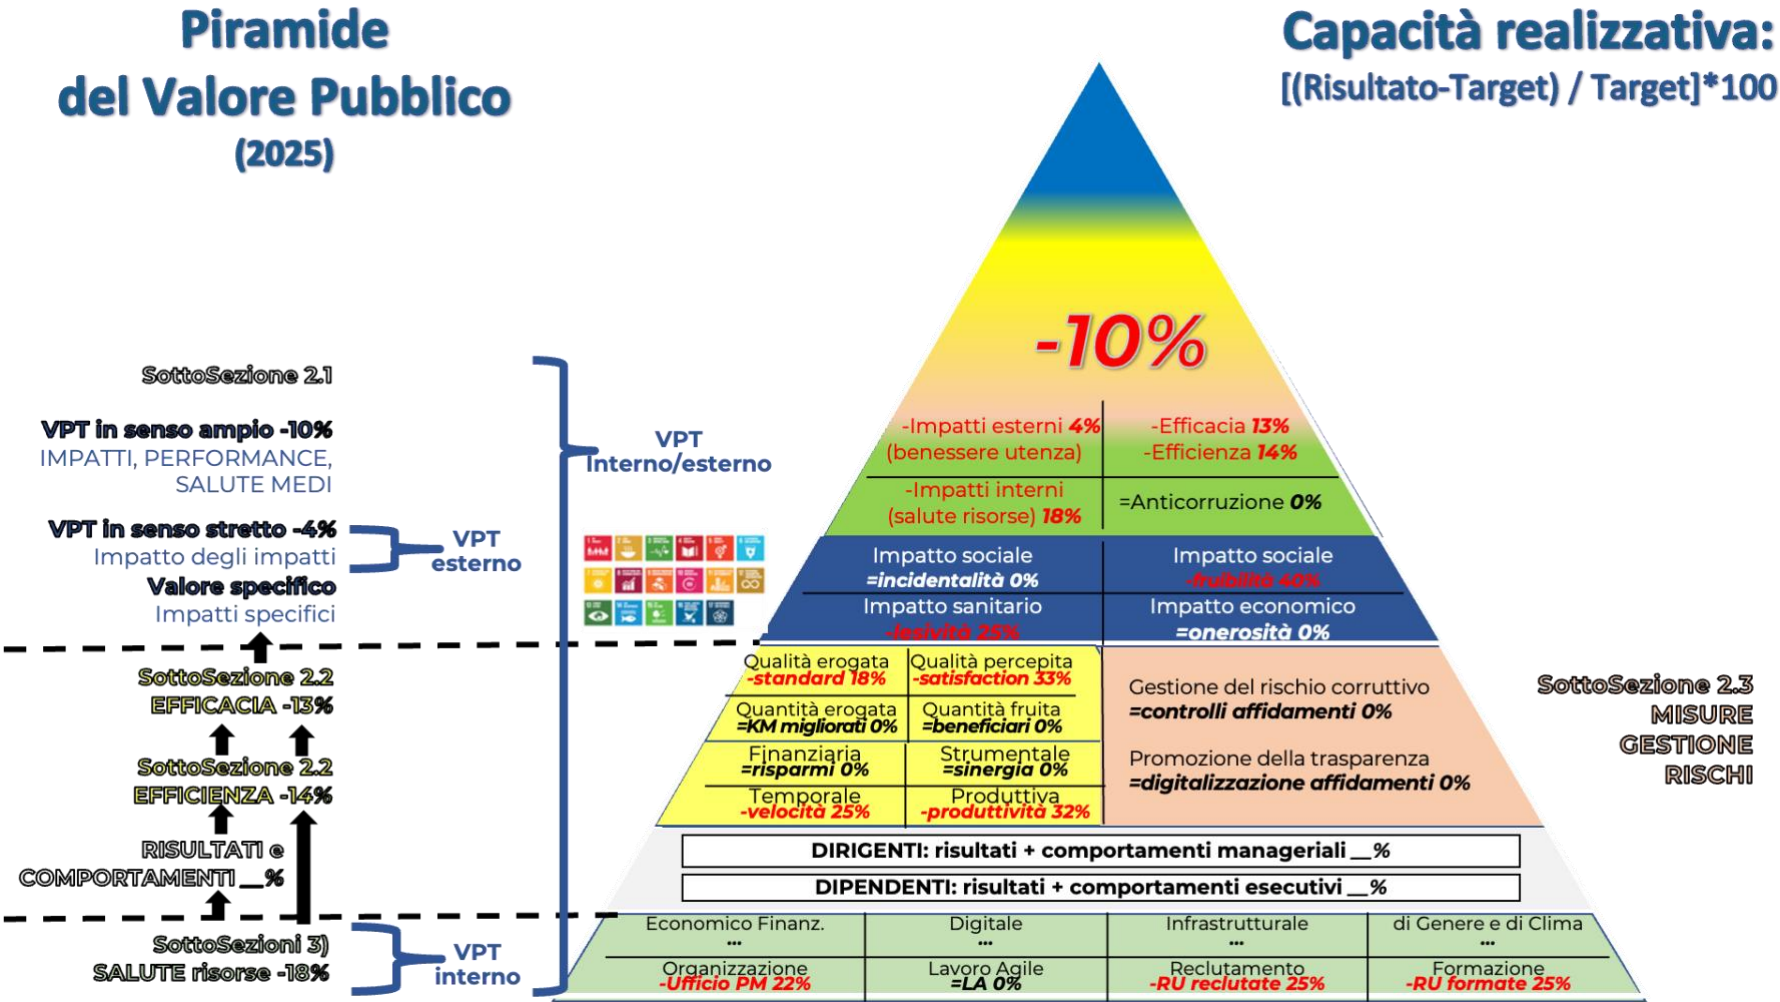 Piramide
del Valore Pubblico
(2025)
Capacità realizzativa:
[(Risultato-Target) / Target]*100
-10%
SottoSezione 2.1
VPT in senso ampio -10%
IMPATTI, PERFORMANCE,
SALUTE MEDI
VPT in senso stretto -4%
Impatto degli impatti
Valore specifico
Impatti specifici
VPT
Interno/esterno
VPT
esterno
-Impatti esterni 4%
(benessere utenza)
-Efficacia 13%
-Efficienza 14%
-Impatti interni
(salute risorse) 18%
=Anticorruzione 0%
Impatto sociale
=incidentalità 0%
Impatto sociale
-fruibilità 40%
Impatto sanitario
-lesività 25%
Impatto economico
=onerosità 0%
SottoSezione 2.2
EFFICACIA -13%
SottoSezione 2.2
EFFICIENZA -14%
RISULTATI e
COMPORTAMENTI __%
Qualità erogata
-standard 18%
Qualità percepita
-satisfaction 33%
Quantità erogata
=KM migliorati 0%
Quantità fruita
=beneficiari 0%
Finanziaria
=risparmi 0%
Strumentale
=sinergia 0%
Temporale
-velocità 25%
Produttiva
-produttività 32%
Gestione del rischio corruttivo
=controlli affidamenti 0%
Promozione della trasparenza
=digitalizzazione affidamenti 0%
SottoSezione 2.3
MISURE
GESTIONE
RISCHI
DIRIGENTI: risultati + comportamenti manageriali __%
DIPENDENTI: risultati + comportamenti esecutivi __%
SottoSezioni 3)
SALUTE risorse -18%
VPT
interno
Economico Finanz.
...
Digitale
...
Infrastrutturale
...
di Genere e di Clima
...
Organizzazione
-Ufficio PM 22%
Lavoro Agile
=LA 0%
Reclutamento
-RU reclutate 25%
Formazione
-RU formate 25%